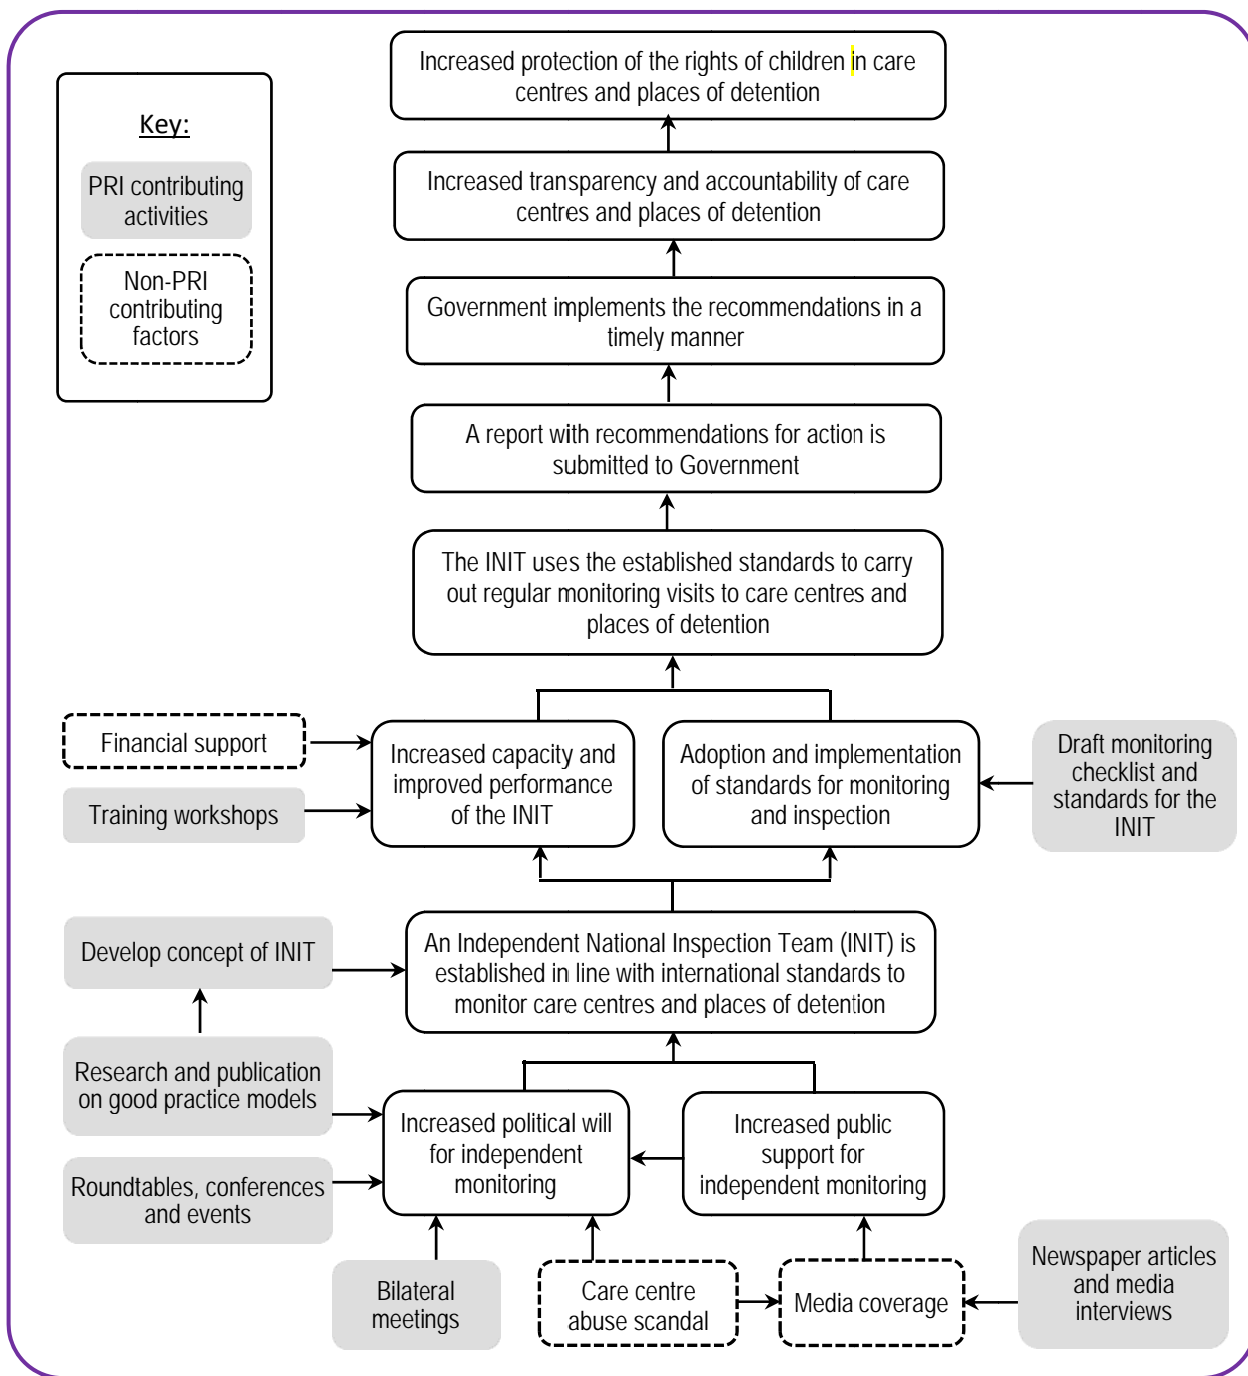 Increased protection of the rights of children in care
centres and places of detention
Key:
PRI contributing
activities
Non-PRI
contributing
factors
Increased transparency and accountability of care
centres and places of detention
Government implements the recommendations in a
timely manner
A report with recommendations for action is
submitted to Government
The INIT uses the established standards to carry
out regular monitoring visits to care centres and
places of detention
Financial support
Training workshops
Increased capacity and
improved performance
of the INIT
Adoption and implementation
of standards for monitoring
and inspection
Draft monitoring
checklist and
standards for the
INIT
Develop concept of INIT
An Independent National Inspection Team (INIT) is
established in line with international standards to
monitor care centres and places of detention
Research and publication
on good practice models
Roundtables, conferences
and events
Increased political will
for independent
monitoring
Increased public
support for
independent monitoring
Bilateral
meetings
Care centre
abuse scandal
Media coverage
Newspaper articles
and media
interviews